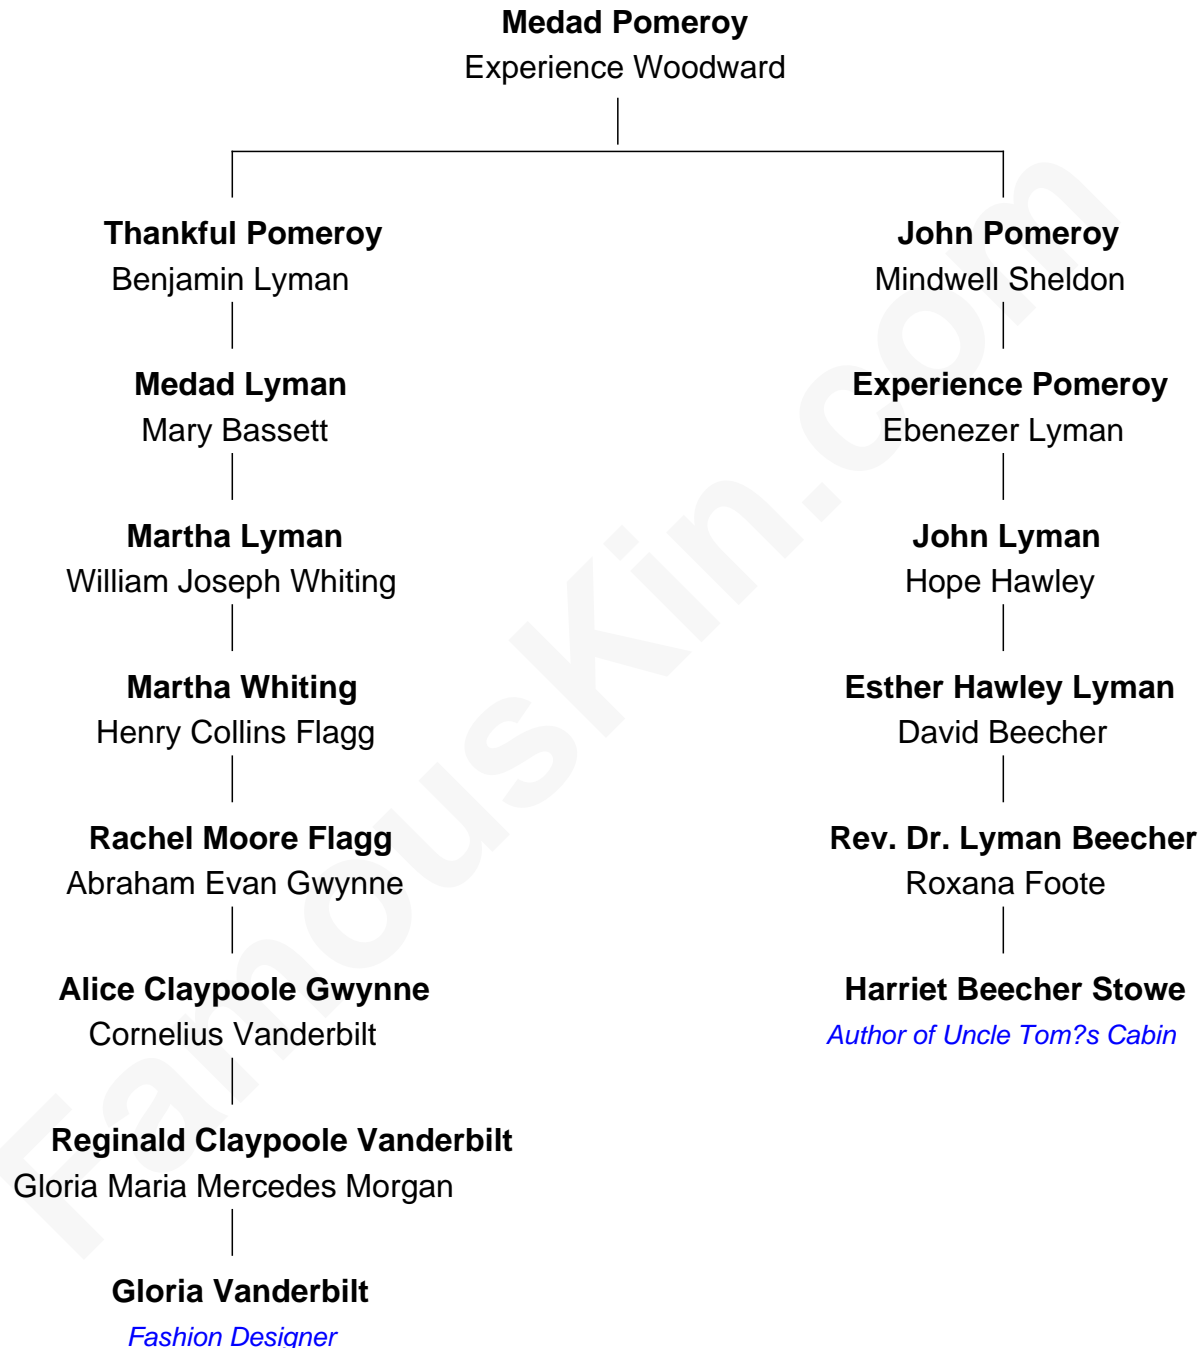 Medad Pomeroy
Experience Woodward
Thankful Pomeroy
Benjamin Lyman
John Pomeroy
Mindwell Sheldon
Medad Lyman
Mary Bassett
Experience Pomeroy
Ebenezer Lyman
Martha Lyman
William Joseph Whiting
John Lyman
Hope Hawley
Martha Whiting
Henry Collins Flagg
Esther Hawley Lyman
David Beecher
Rachel Moore Flagg
Abraham Evan Gwynne
Rev. Dr. Lyman Beecher
Roxana Foote
Alice Claypoole Gwynne
Cornelius Vanderbilt
Harriet Beecher Stowe
Author of Uncle Tom?s Cabin
Reginald Claypoole Vanderbilt
Gloria Maria Mercedes Morgan
Gloria Vanderbilt
Fashion Designer
FamousKin.com